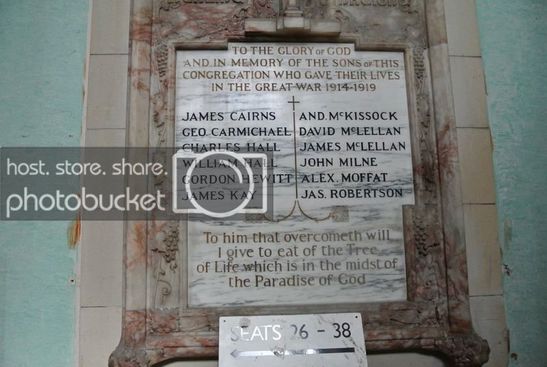 TO THE GLORY OF GOD
AND IN MEMORY OF THE SONS OF THIS
CONGREGATION WHO GAVE THEIR LIVES
IN THE GREAT WAR 1914-1919
JAMES CAIRNS
GEO CARMICHAEL
CHARLES HALL
WILLIAM HALL
GORDON HEWITT
JAMES KAY
AND. McKISSOCK
DAVID McLELLAN
JAMES McLELLAN
JOHN MILNE
ALEX. MOFFAT
JAS. ROBERTSON
To him that overcometh will
I give to eat of the Tree
of Life which is in the midst of
the Paradise of God
SEATS 26 - 38
host. store. share.
photobucket